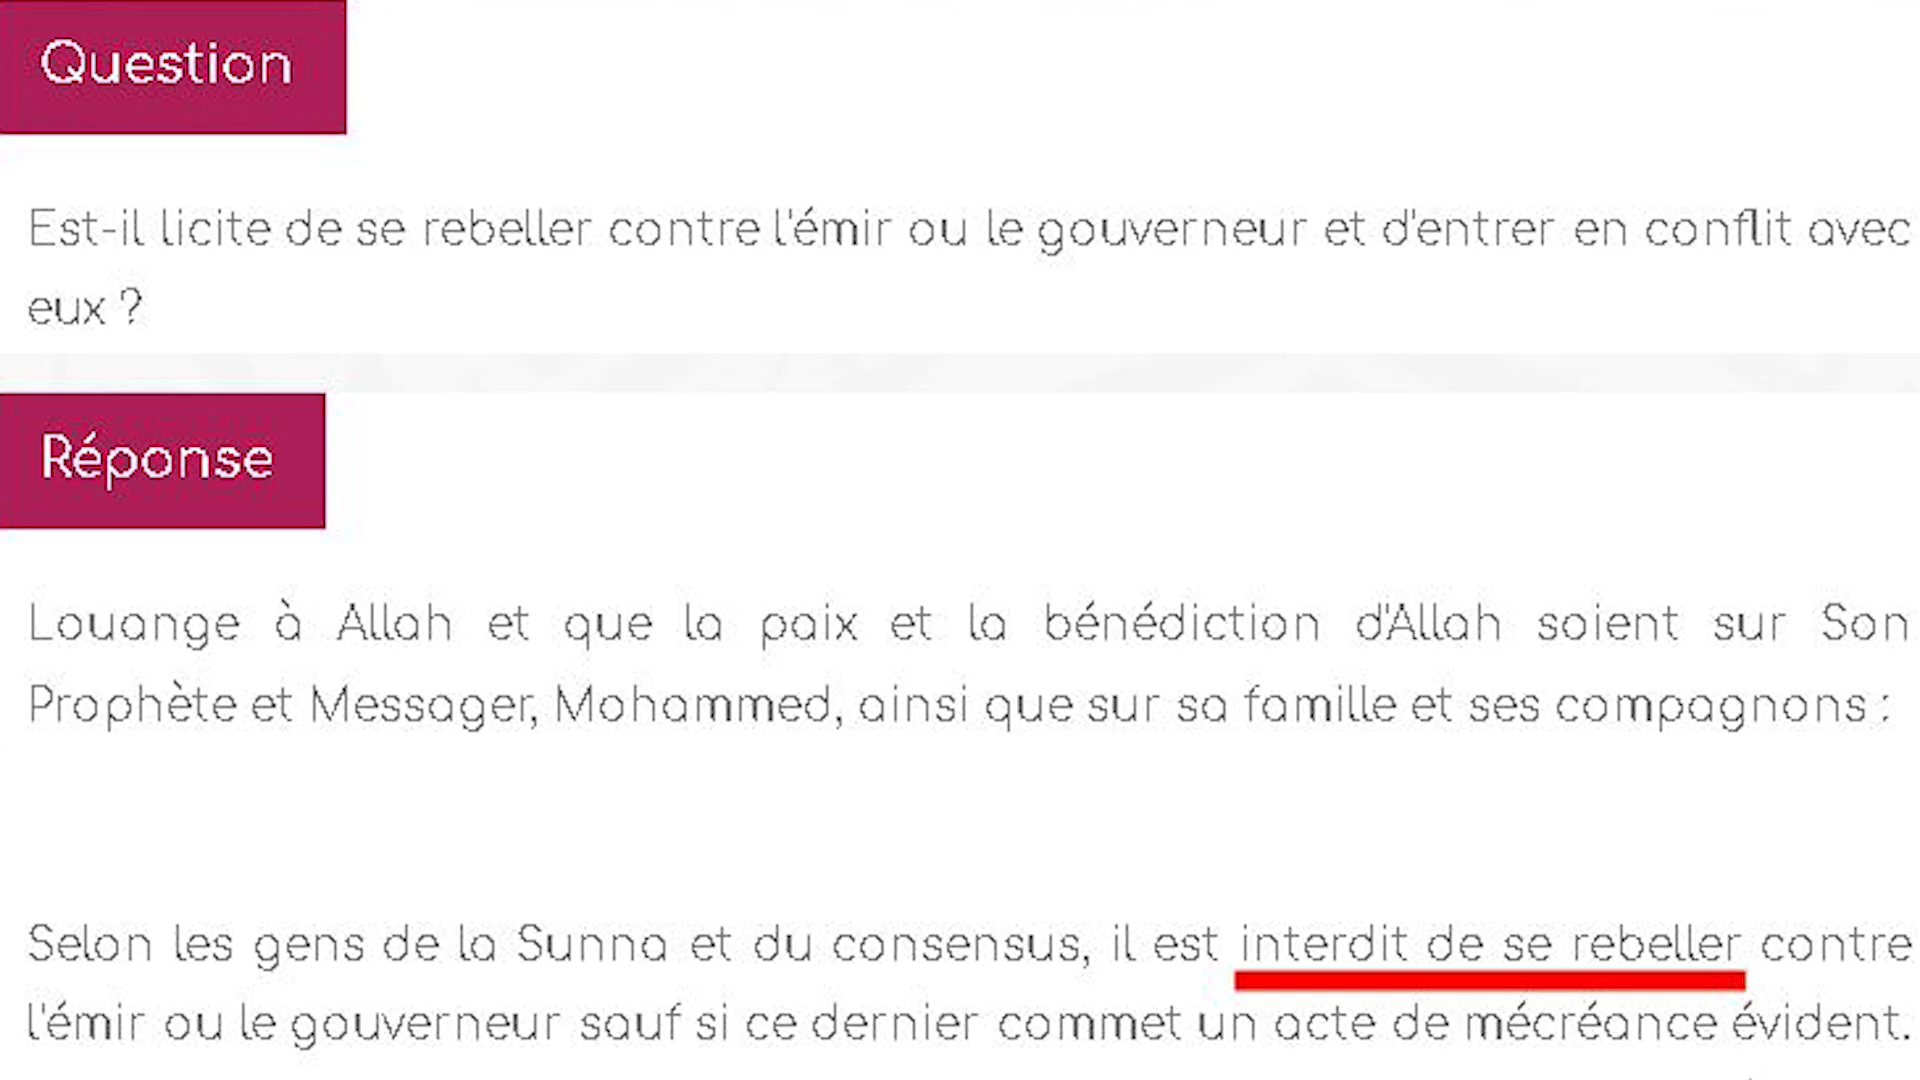 Question
Est-il licite de se rebeller contre l'émir ou le gouverneur et d'entrer en conflit avec
eux ?
Réponse
Louange à Allah et que la paix et la bénédiction d'Allah soient sur Son
Prophète et Messager, Mohammed, ainsi que sur sa famille et ses compagnons :
Selon les gens de la Sunna et du consensus, il est interdit de se rebeller contre
l'émir ou le gouverneur sauf si ce dernier commet un acte de mécréance évident.